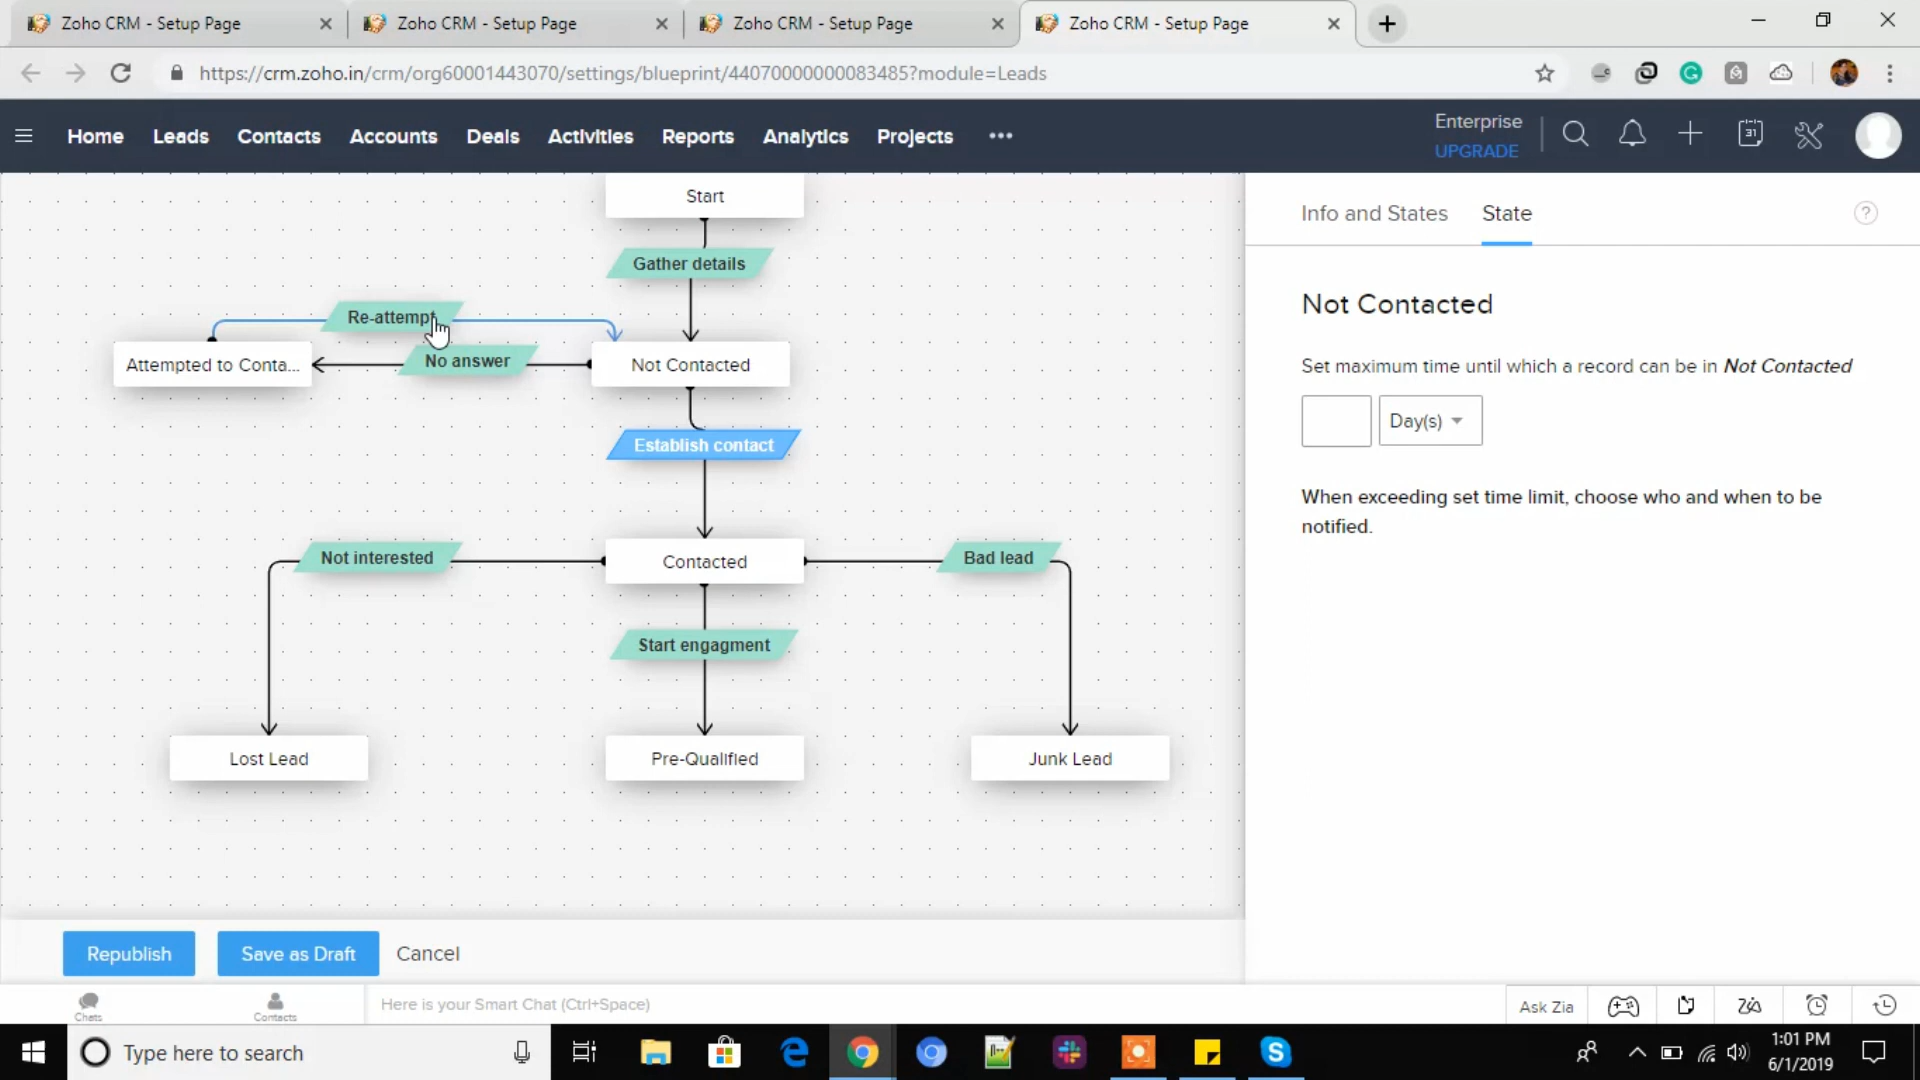 Zoho CRM - Setup Page
Zoho CRM - Setup Page
Zoho CRM - Setup Page
Zoho CRM - Setup Page
https://crm.zoho.in/crm/org60001443070/settings/blueprint/44070000000083485?module=Leads
Home
Leads
Contacts
Accounts
Deals
Activities
Reports
Analytics
Projects
Enterprise
UPGRADE
31
Start
Gather details
Re-attempt
No answer
Attempted to Conta...
Not Contacted
Establish contact
Not interested
Contacted
Bad lead
Start engagment
Lost Lead
Pre-Qualified
Junk Lead
Info and States
State
?
Not Contacted
Set maximum time until which a record can be in Not Contacted
Day(s)
When exceeding set time limit, choose who and when to be
notified.
Republish
Save as Draft
Cancel
Chats
Contacts
Here is your Smart Chat (Ctrl+Space)
Ask Zia
Type here to search
1:01 PM
6/1/2019